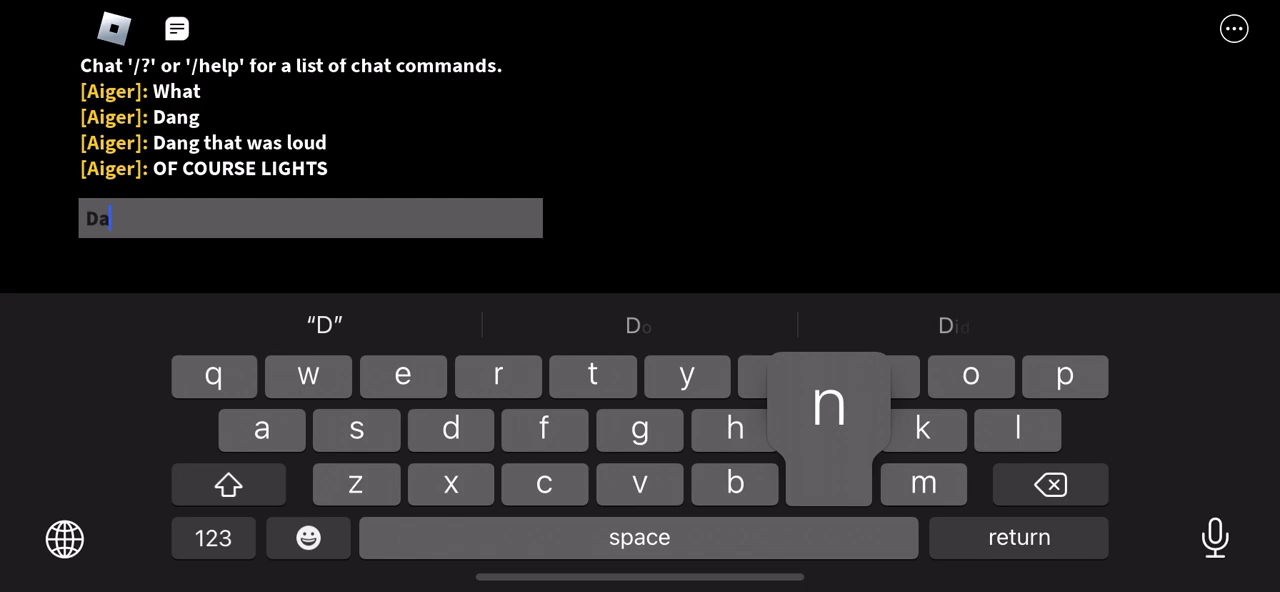 Chat '/?' or '/help' for a list of chat commands.
[Aiger]: What
[Aiger]: Dang
[Aiger]: Dang that was loud
[Aiger]: OF COURSE LIGHTS
Da
“D” Do Did
q w e r t y o p
a s d f g h k l
n
z x c v b m
123 space return